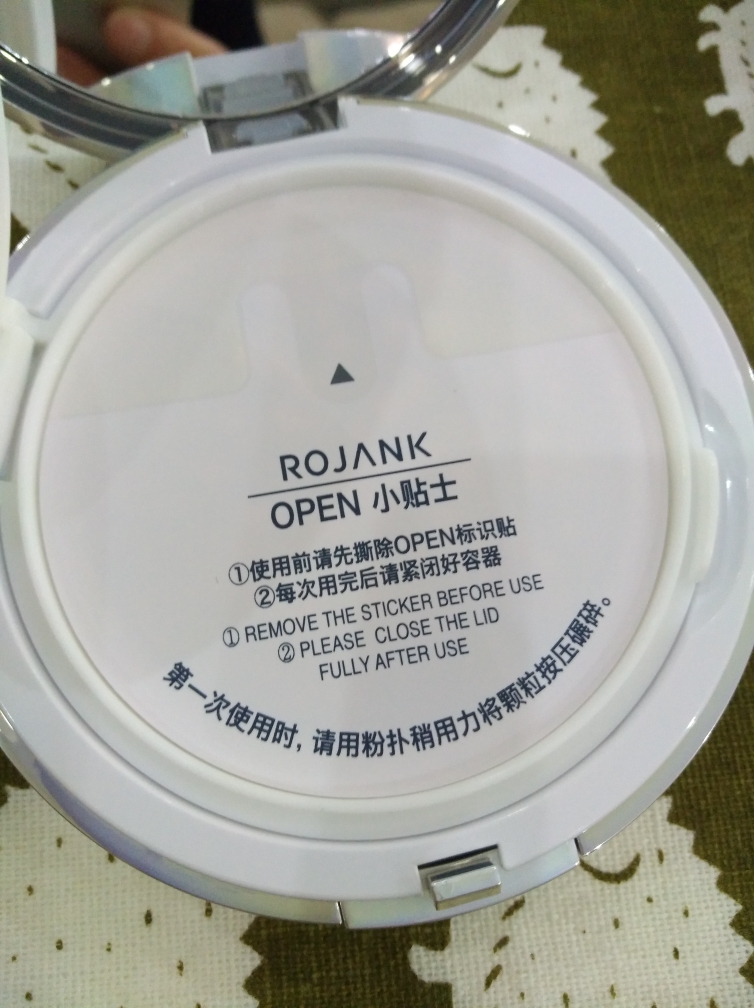 ROJANK
OPEN 小贴士
①使用前请先撕除OPEN标识贴
②每次用完后请紧闭好容器
① REMOVE THE STICKER BEFORE USE
② PLEASE CLOSE THE LID
FULLY AFTER USE
第一次使用时,请用粉扑稍用力将颗粒按压碾碎。